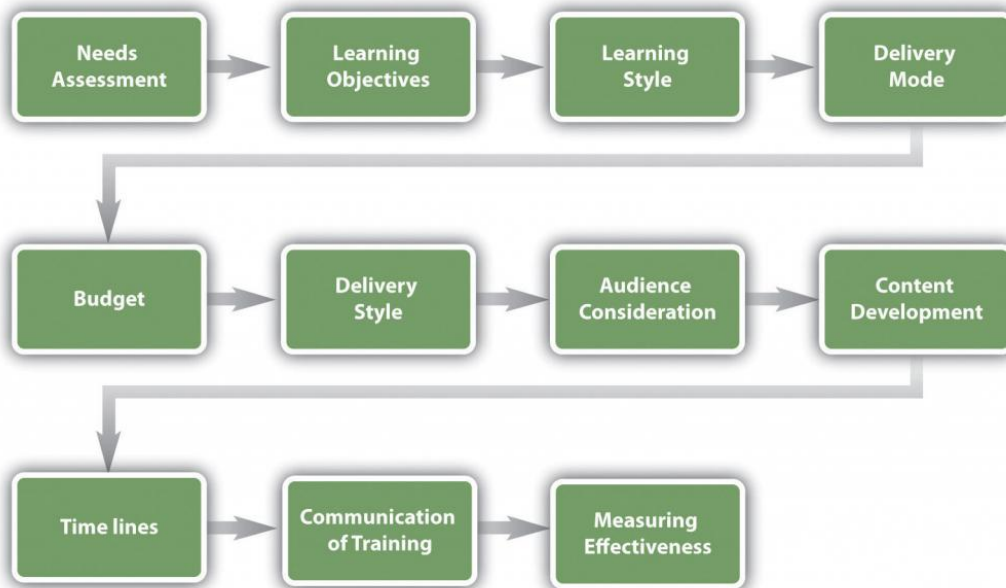 Needs
Assessment
Learning
Objectives
Learning
Style
Delivery
Mode
Budget
Delivery
Style
Audience
Consideration
Content
Development
Time lines
Communication
of Training
Measuring
Effectiveness